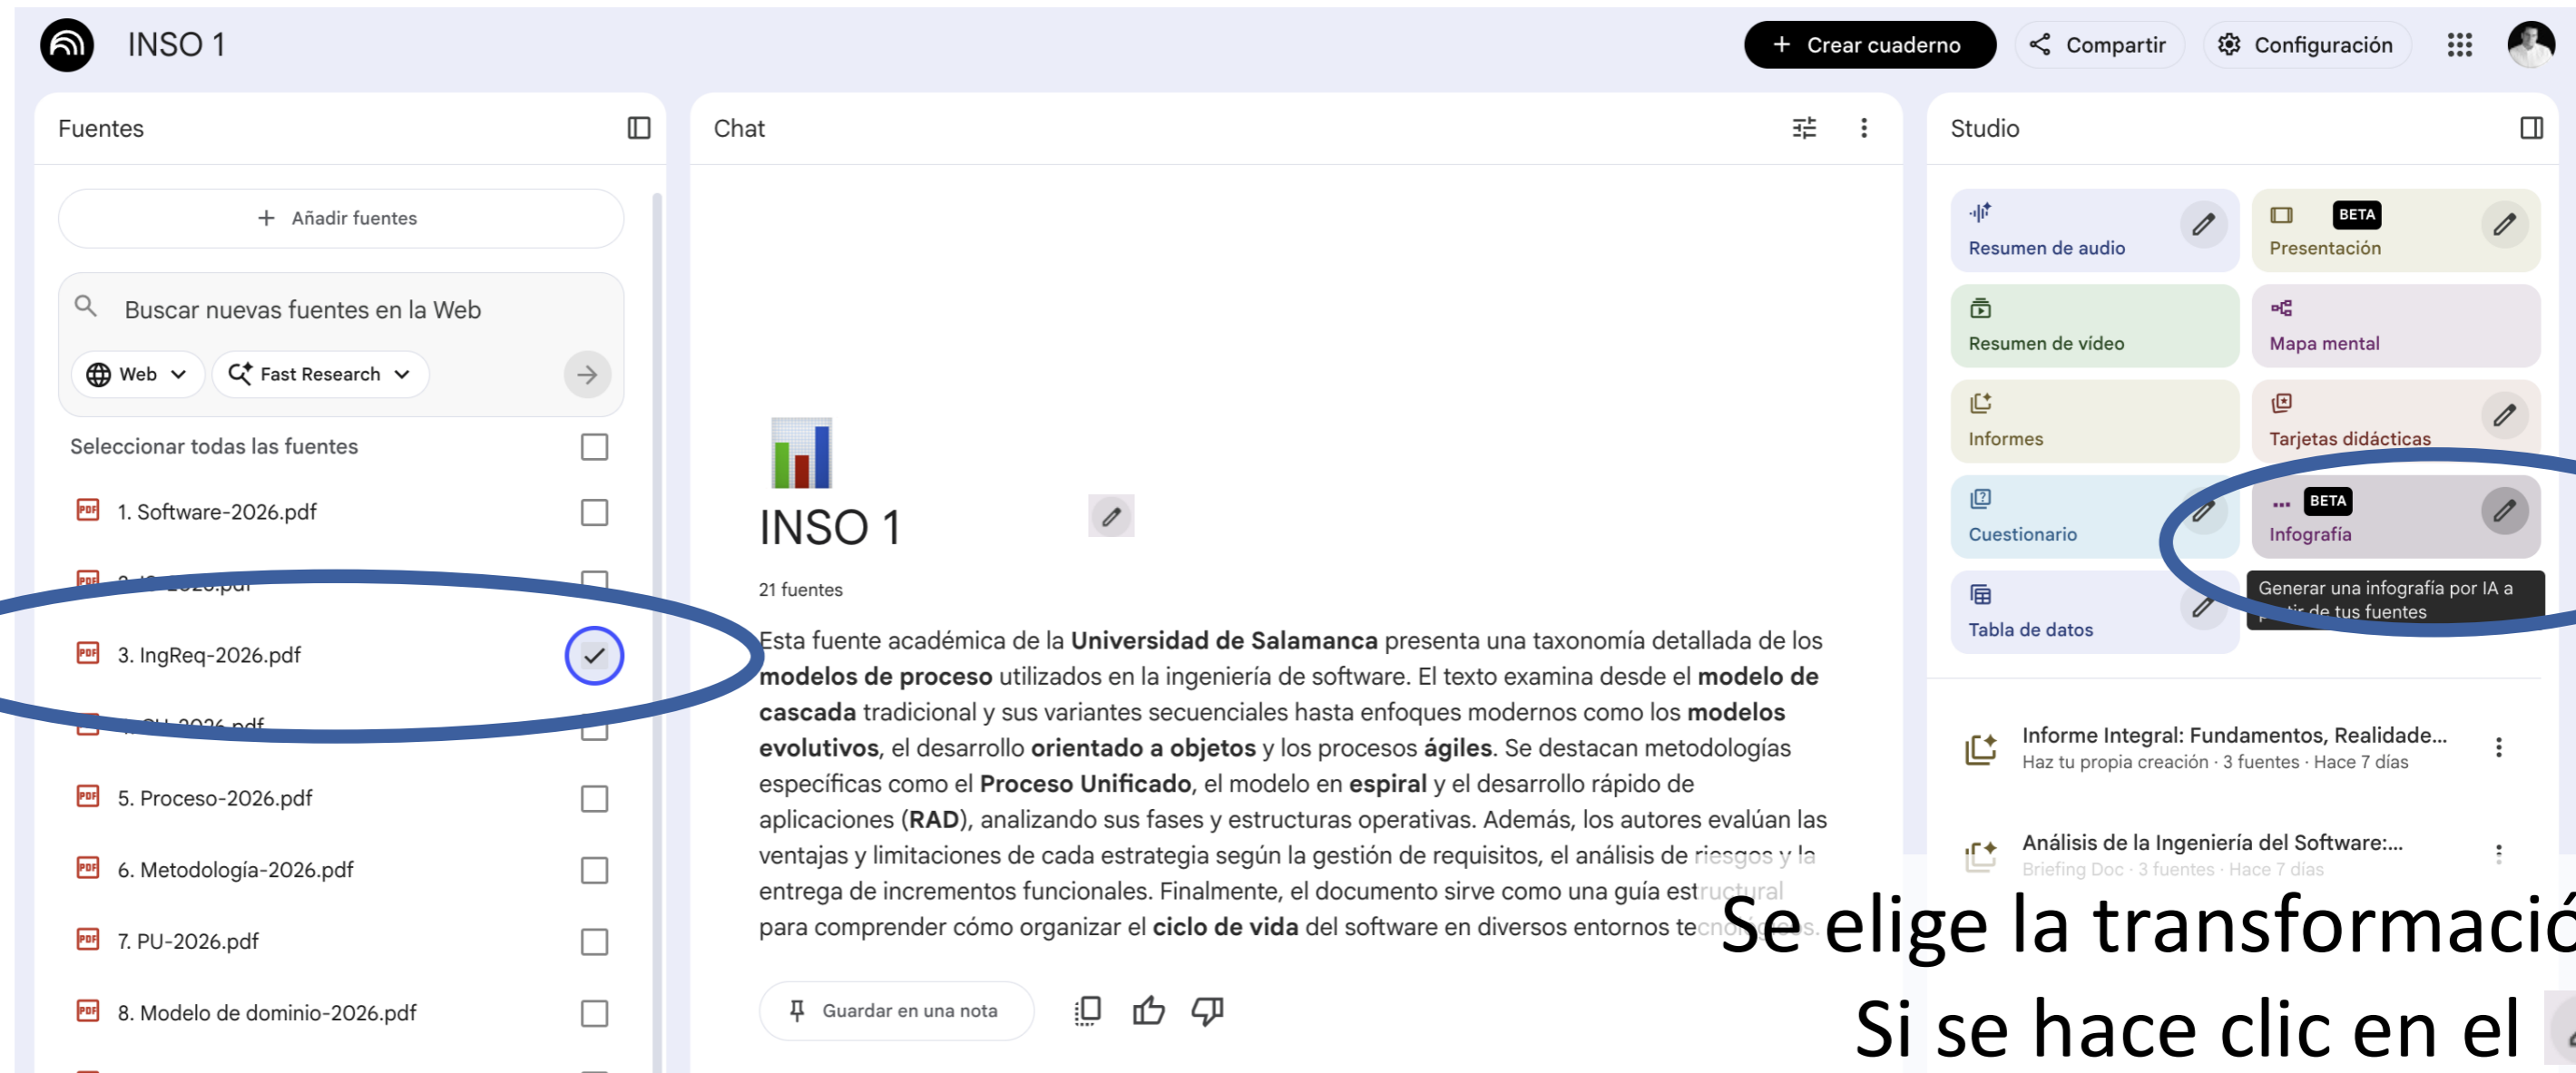 INSO 1
+ Crear cuaderno
Compartir
Configuración
Fuentes
+ Añadir fuentes
Buscar nuevas fuentes en la Web
Web
Fast Research
Seleccionar todas las fuentes
PDF 1. Software-2026.pdf
PDF
PDF 3. IngReq-2026.pdf
PDF 5. Proceso-2026.pdf
PDF 6. Metodología-2026.pdf
PDF 7. PU-2026.pdf
PDF 8. Modelo de dominio-2026.pdf
Chat
INSO 1
21 fuentes
Esta fuente académica de la Universidad de Salamanca presenta una taxonomía detallada de los
modelos de proceso utilizados en la ingeniería de software. El texto examina desde el modelo de
cascada tradicional y sus variantes secuenciales hasta enfoques modernos como los modelos
evolutivos, el desarrollo orientado a objetos y los procesos ágiles. Se destacan metodologías
específicas como el Proceso Unificado, el modelo en espiral y el desarrollo rápido de
aplicaciones (RAD), analizando sus fases y estructuras operativas. Además, los autores evalúan las
ventajas y limitaciones de cada estrategia según la gestión de requisitos, el análisis de riesgos y la
entrega de incrementos funcionales. Finalmente, el documento sirve como una guía estructural
para comprender cómo organizar el ciclo de vida del software en diversos entornos tecnológicos.
Guardar en una nota
Studio
Resumen de audio
BETA
Presentación
Resumen de vídeo
Mapa mental
Informes
Tarjetas didácticas
Cuestionario
BETA
Infografía
Tabla de datos
Generar una infografía por IA a
partir de tus fuentes
Informe Integral: Fundamentos, Realidade...
Haz tu propia creación · 3 fuentes · Hace 7 días
Análisis de la Ingeniería del Software:...
Briefing Doc · 3 fuentes · Hace 7 días
Se elige la transformació
Si se hace clic en el